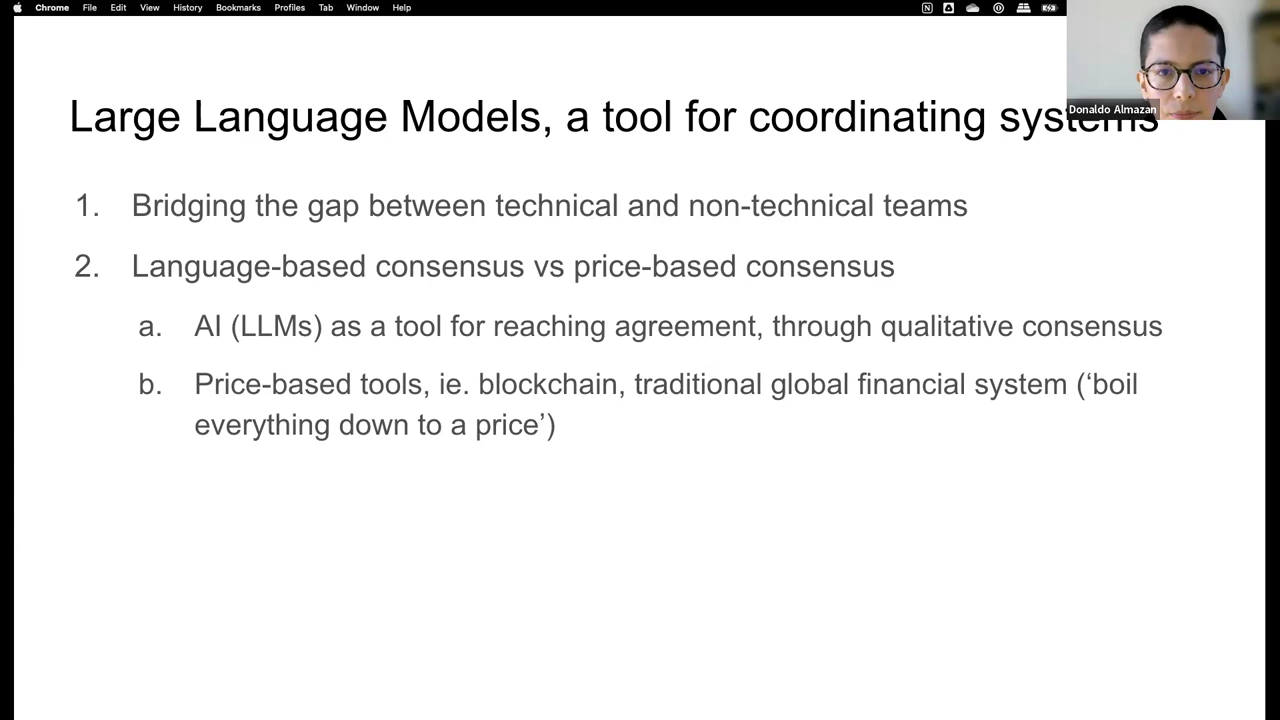 Chrome File Edit View History Bookmarks Profiles Tab Window Help
Donaldo Almazan
Large Language Models, a tool for coordinating systems
1. Bridging the gap between technical and non-technical teams
2. Language-based consensus vs price-based consensus
a. AI (LLMs) as a tool for reaching agreement, through qualitative consensus
b. Price-based tools, ie. blockchain, traditional global financial system (‘boil
everything down to a price’)